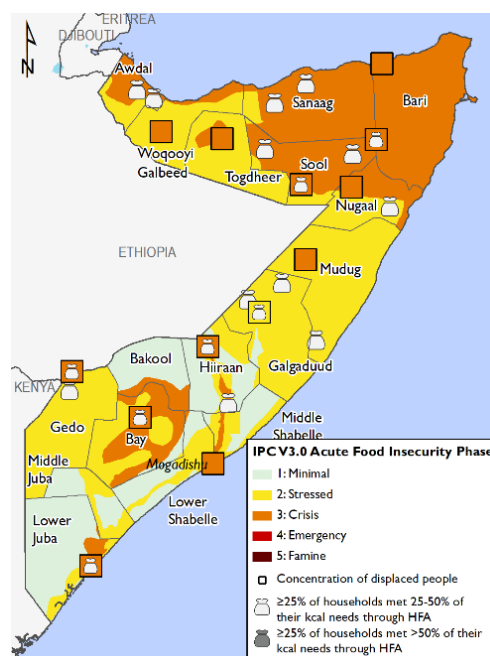 ERITREA
DJIBOUTI
N
Awdal
Sanaag
Bari
Woqooyi
Galbeed
Togdheer
Sool
Nugaal
ETHIOPIA
Mudug
Bakool
Hiiraan
Galgaduud
KENYA
Gedo
Bay
Middle
Shabelle
Mogadishu
Middle
Juba
Lower
Shabelle
Lower
Juba
IPC V3.0 Acute Food Insecurity Phase
1: Minimal
2: Stressed
3: Crisis
4: Emergency
5: Famine
Concentration of displaced people
≥25% of households met 25-50% of
their kcal needs through HFA
≥25% of households met >50% of their
kcal needs through HFA